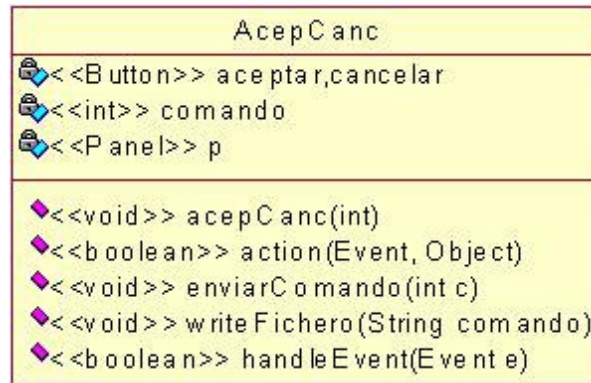 AcepCanc
<<Button>> aceptar,cancelar
<<int>> comando
<<Panel>> p
<<void>> acepCanc(int)
<<boolean>> action(Event, Object)
<<void>> enviarComando(int c)
<<void>> writeFichero(String comando)
<<boolean>> handleEvent(Event e)